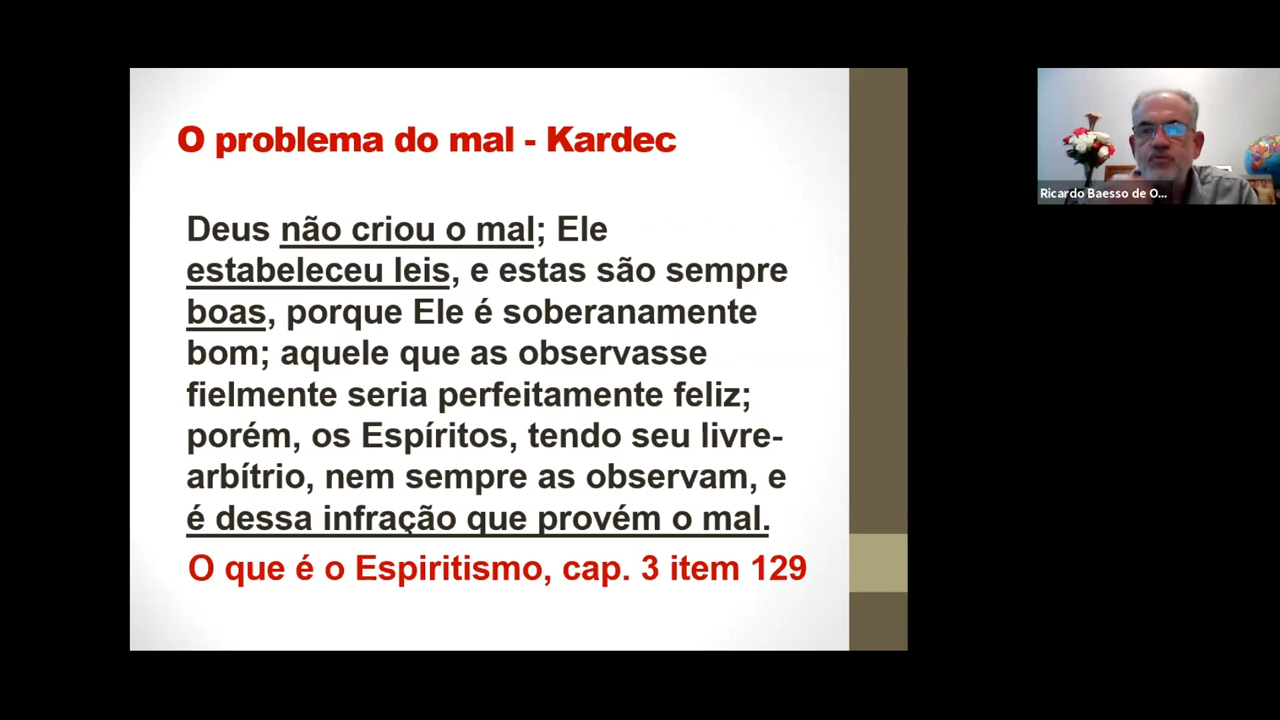 O problema do mal - Kardec
Deus não criou o mal; Ele
estabeleceu leis, e estas são sempre
boas, porque Ele é soberanamente
bom; aquele que as observasse
fielmente seria perfeitamente feliz;
porém, os Espíritos, tendo seu livre-
arbítrio, nem sempre as observam, e
é dessa infração que provém o mal.
O que é o Espiritismo, cap. 3 item 129
Ricardo Baesso de O...